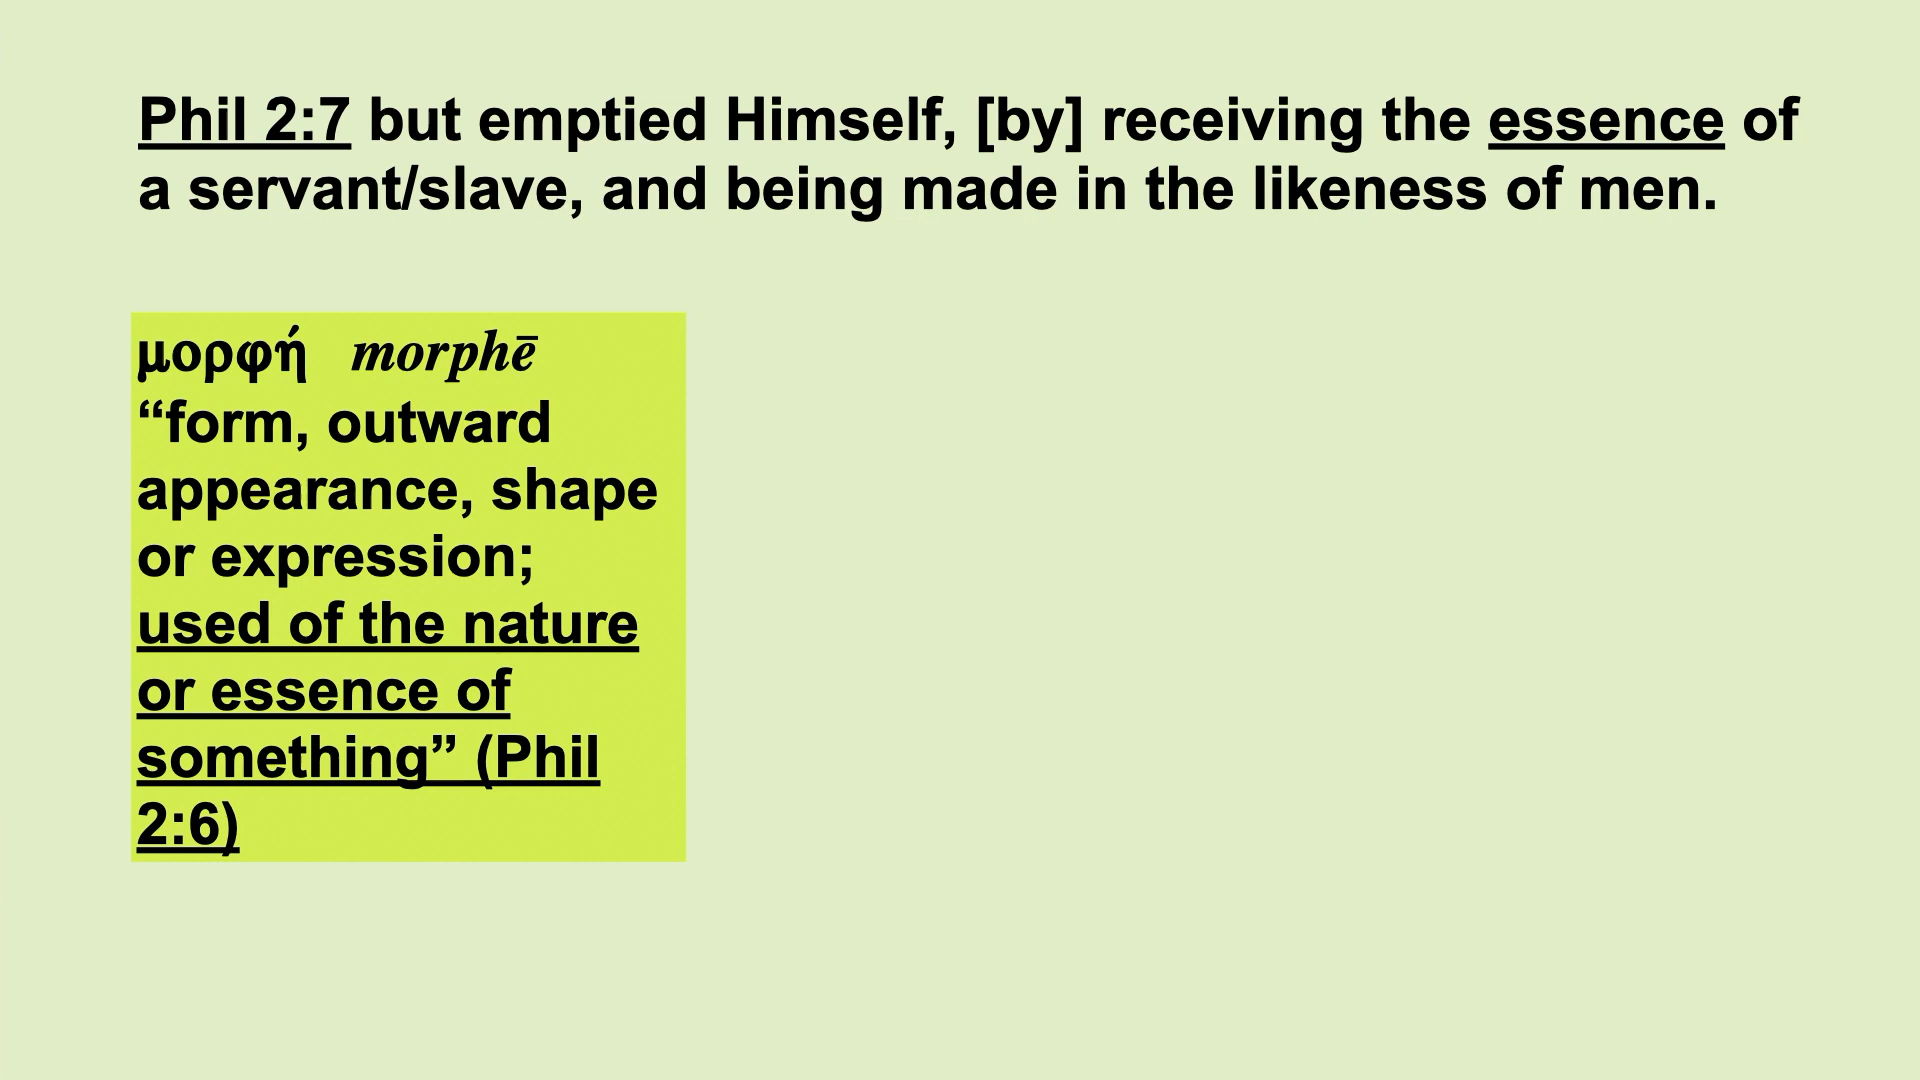 Phil 2:7 but emptied Himself, [by] receiving the essence of
a servant/slave, and being made in the likeness of men.
μορφή morphē
“form, outward
appearance, shape
or expression;
used of the nature
or essence of
something” (Phil
2:6)